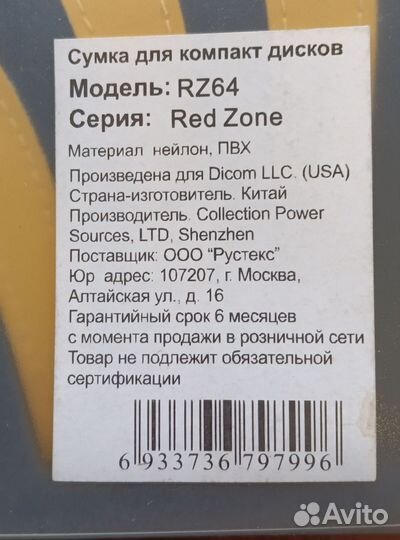 Сумка для компакт дисков
Модель: RZ64
Серия: Red Zone
Материал нейлон, ПВХ
Произведена для Dicom LLC. (USA)
Страна-изготовитель. Китай
Производитель. Collection Power
Sources, LTD, Shenzhen
Поставщик: ООО "Рустекс"
Юр адрес: 107207, г. Москва,
Алтайская ул., д. 16
Гарантийный срок 6 месяцев
с момента продажи в розничной сети
Товар не подлежит обязательной
сертификации
6 933736 797996
Avito